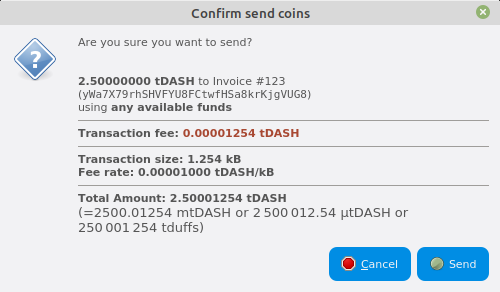 Confirm send coins
Are you sure you want to send?
2.50000000 tDASH to Invoice #123
(yWa7X79rhSHVFYU8FCtwfHSa8krKjgVUG8)
using any available funds
Transaction fee: 0.00001254 tDASH
Transaction size: 1.254 kB
Fee rate: 0.00001000 tDASH/kB
Total Amount: 2.50001254 tDASH
(=2500.01254 mtDASH or 2 500 012.54 µtDASH or
250 001 254 tduffs)
Cancel
Send